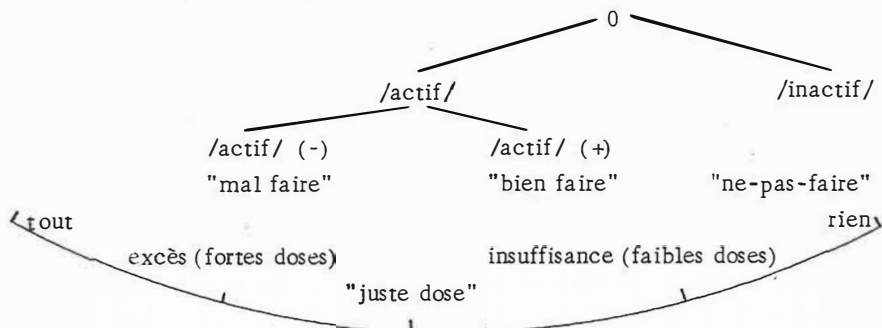 0
/actif/ /inactif/
/actif/ (-) /actif/ (+)
"mal faire" "bien faire" "ne-pas-faire"
tout rien
excès (fortes doses) insuffisance (faibles doses)
"juste dose"